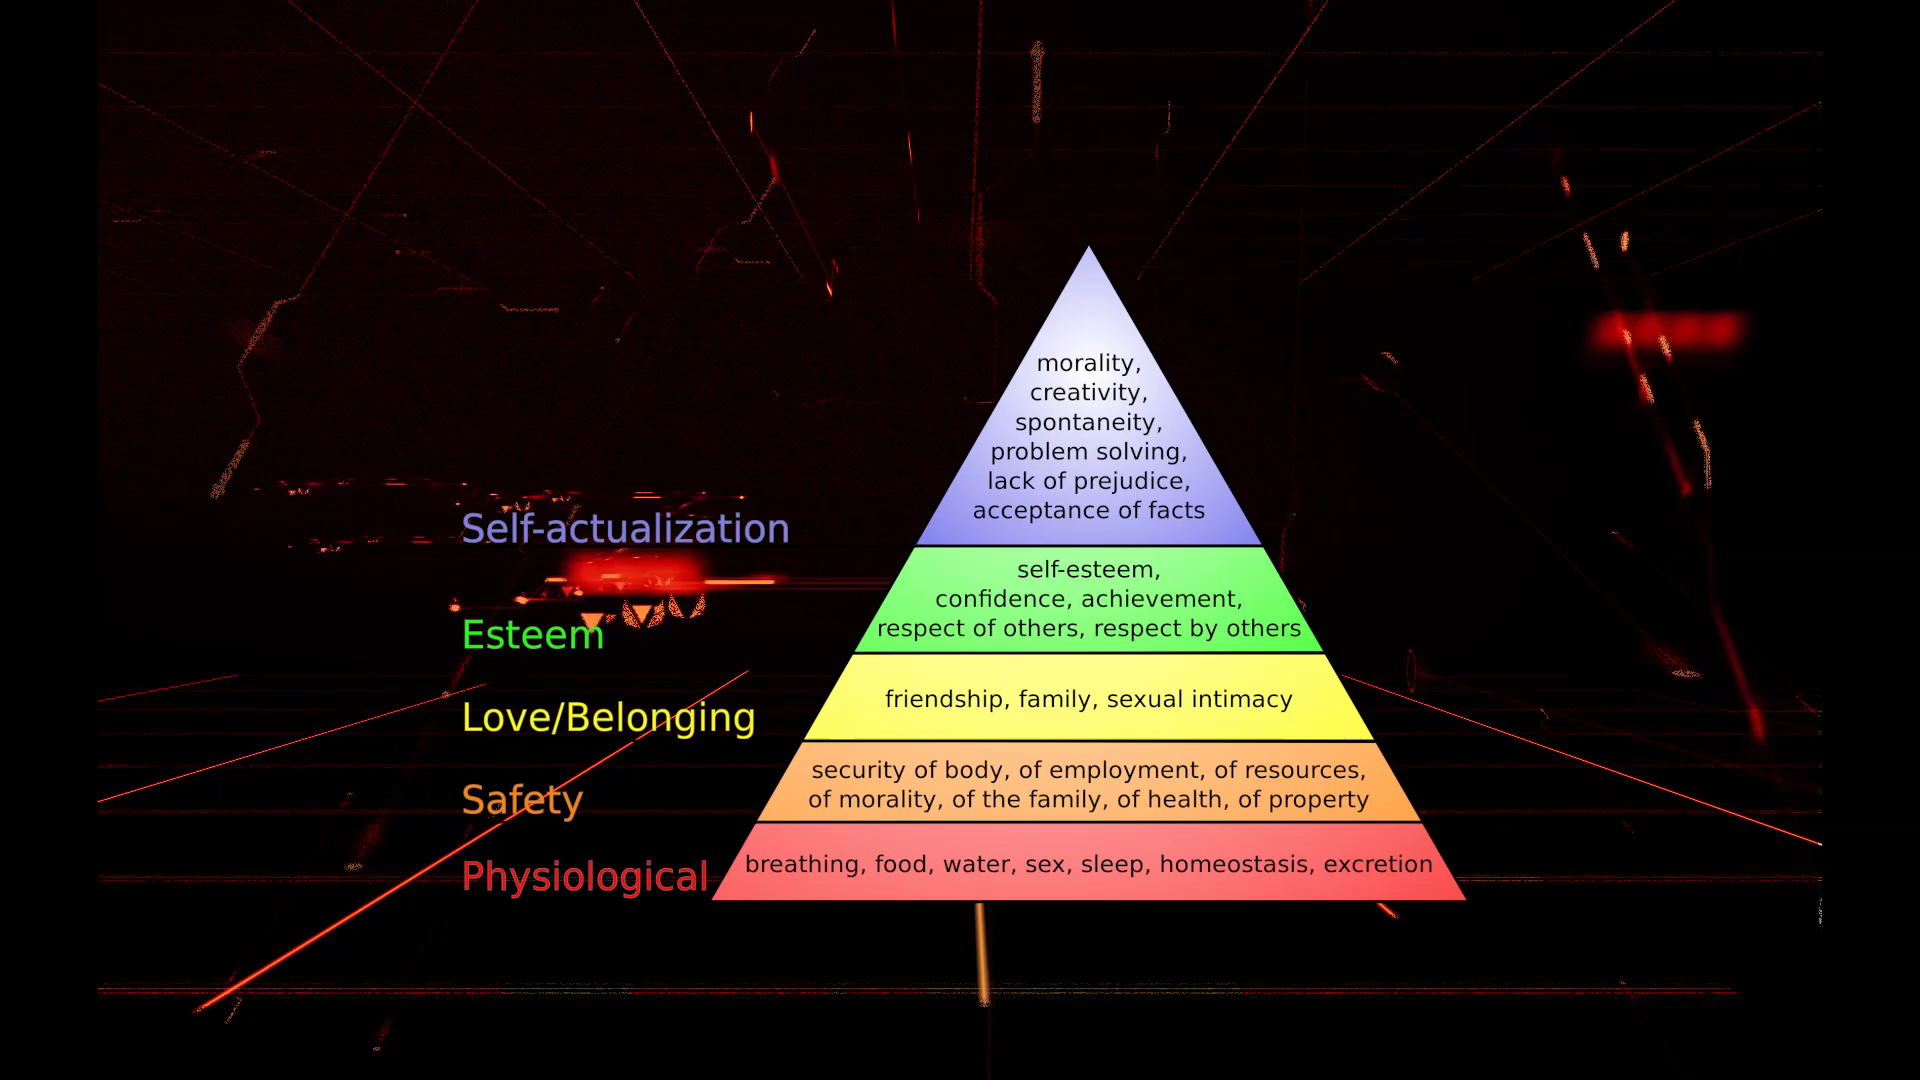 morality,
creativity,
spontaneity,
problem solving,
lack of prejudice,
acceptance of facts
Self-actualization
self-esteem,
confidence, achievement,
respect of others, respect by others
Esteem
friendship, family, sexual intimacy
Love/Belonging
security of body, of employment, of resources,
of morality, of the family, of health, of property
Safety
breathing, food, water, sex, sleep, homeostasis, excretion
Physiological